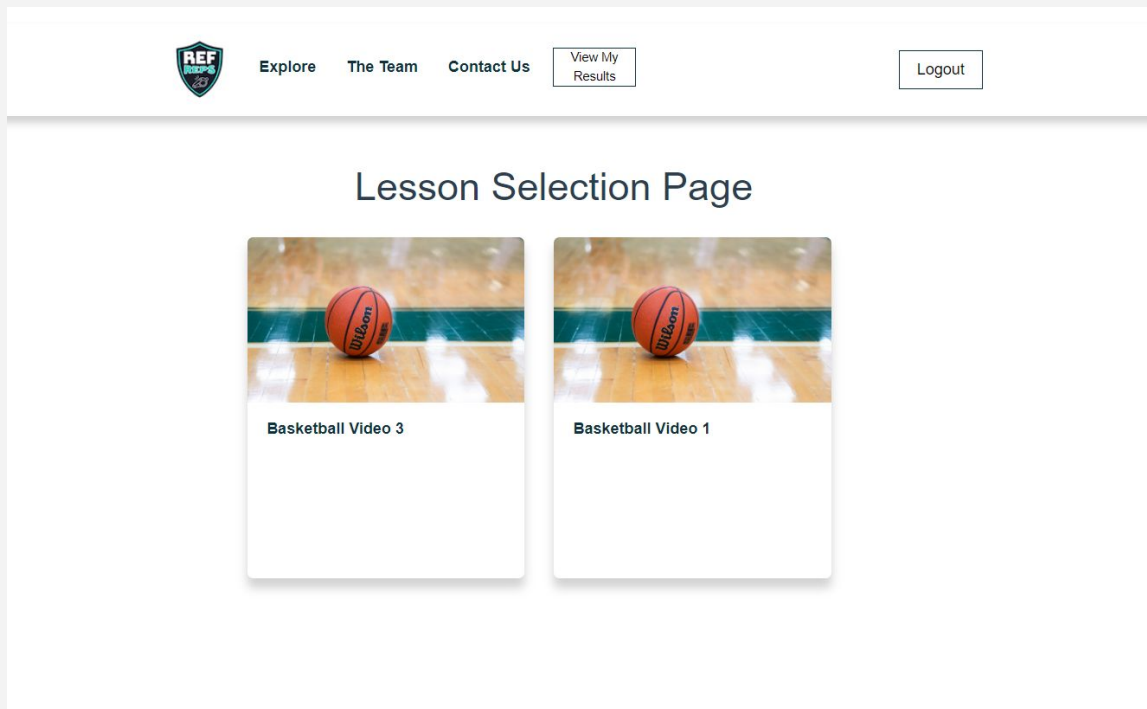 REF
REPS
Explore
The Team
Contact Us
View My
Results
Logout
Lesson Selection Page
Wilson
Wilson
Basketball Video 3
Basketball Video 1